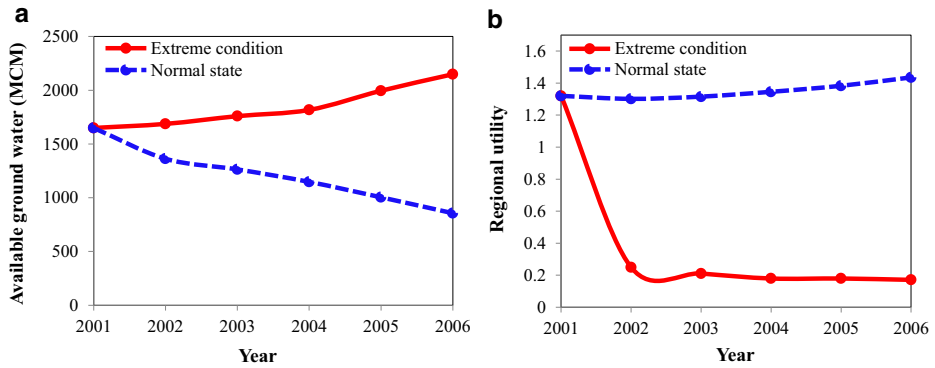 a
Extreme condition
Normal state
Available ground water (MCM)
2500
2000
1500
1000
500
0
2001 2002 2003 2004 2005 2006
Year
b
Extreme condition
Normal state
Regional utility
1.6
1.4
1.2
1
0.8
0.6
0.4
0.2
0
2001 2002 2003 2004 2005 2006
Year